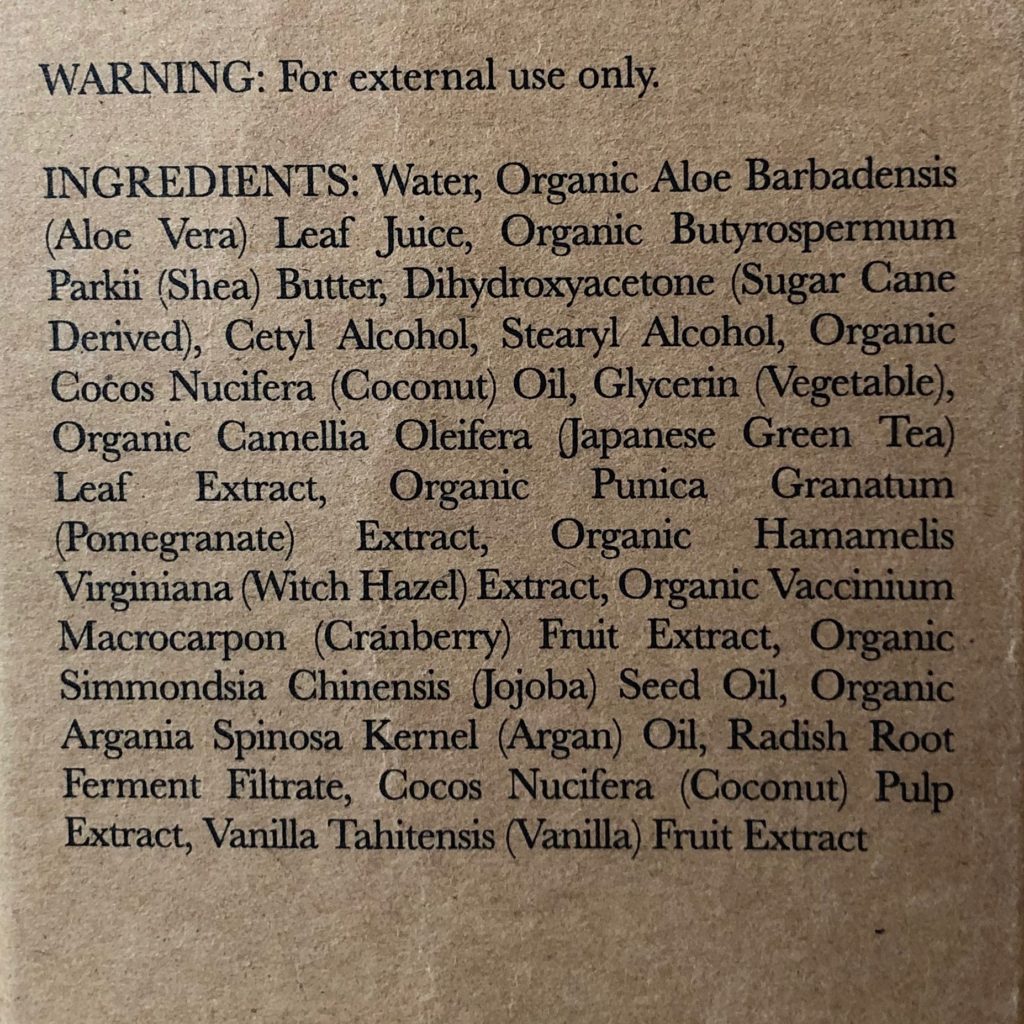 WARNING: For external use only.
INGREDIENTS: Water, Organic Aloe Barbadensis
(Aloe Vera) Leaf Juice, Organic Butyrospermum
Parkii (Shea) Butter, Dihydroxyacetone (Sugar Cane
Derived), Cetyl Alcohol, Stearyl Alcohol, Organic
Cocos Nucifera (Coconut) Oil, Glycerin (Vegetable),
Organic Camellia Oleifera (Japanese Green Tea)
Leaf Extract, Organic Punica Granatum
(Pomegranate) Extract, Organic Hamamelis
Virginiana (Witch Hazel) Extract, Organic Vaccinium
Macrocarpon (Cranberry) Fruit Extract, Organic
Simmondsia Chinensis (Jojoba) Seed Oil, Organic
Argania Spinosa Kernel (Argan) Oil, Radish Root
Ferment Filtrate, Cocos Nucifera (Coconut) Pulp
Extract, Vanilla Tahitensis (Vanilla) Fruit Extract